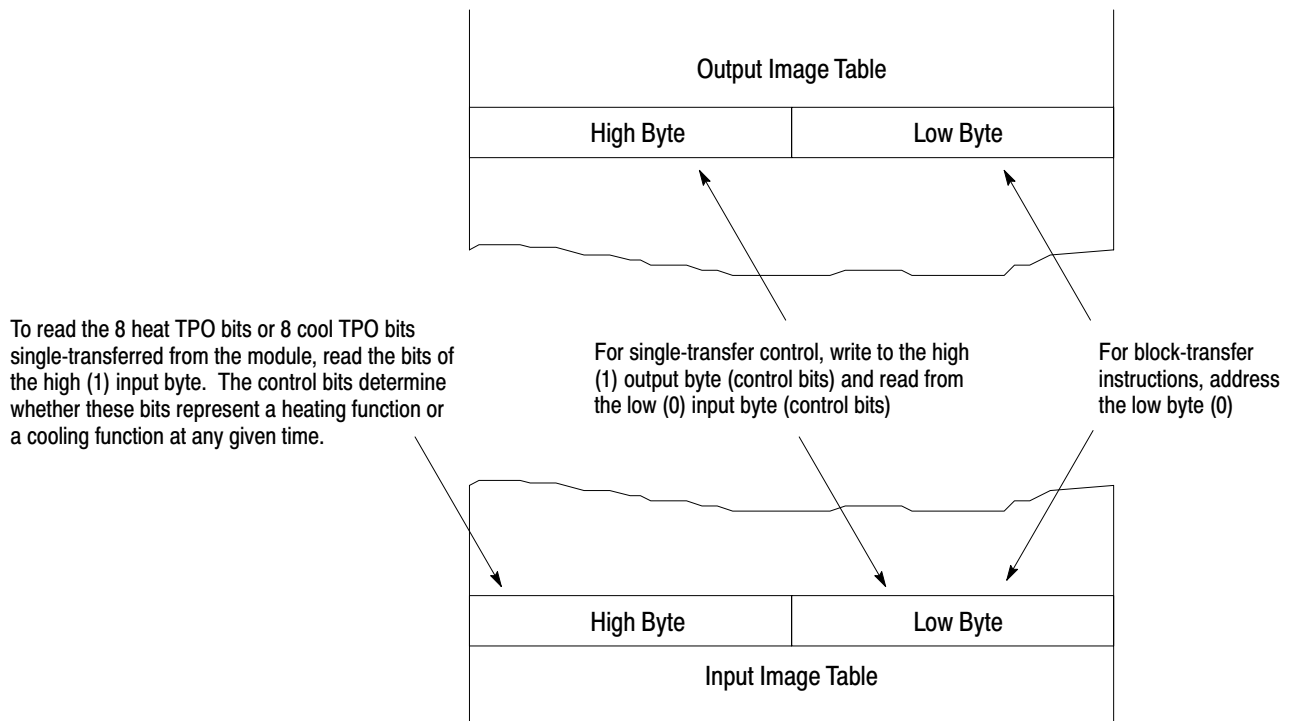 Output Image Table
High Byte
Low Byte
To read the 8 heat TPO bits or 8 cool TPO bits
single-transferred from the module, read the bits of
the high (1) input byte. The control bits determine
whether these bits represent a heating function or
a cooling function at any given time.
For single-transfer control, write to the high
(1) output byte (control bits) and read from
the low (0) input byte (control bits)
For block-transfer
instructions, address
the low byte (0)
High Byte
Low Byte
Input Image Table